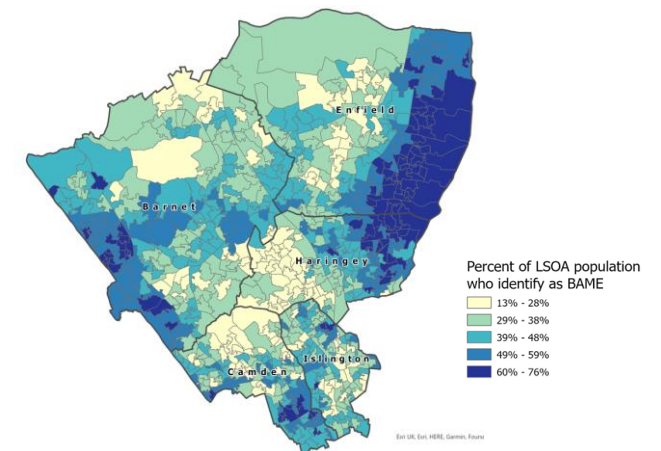 Enfield
Barnet
Haringey
Islington
Camden
Percent of LSOA population
who identify as BAME
13% - 28%
29% - 38%
39% - 48%
49% - 59%
60% - 76%
Esri UK, Esri, HERE, Garmin, Foursu